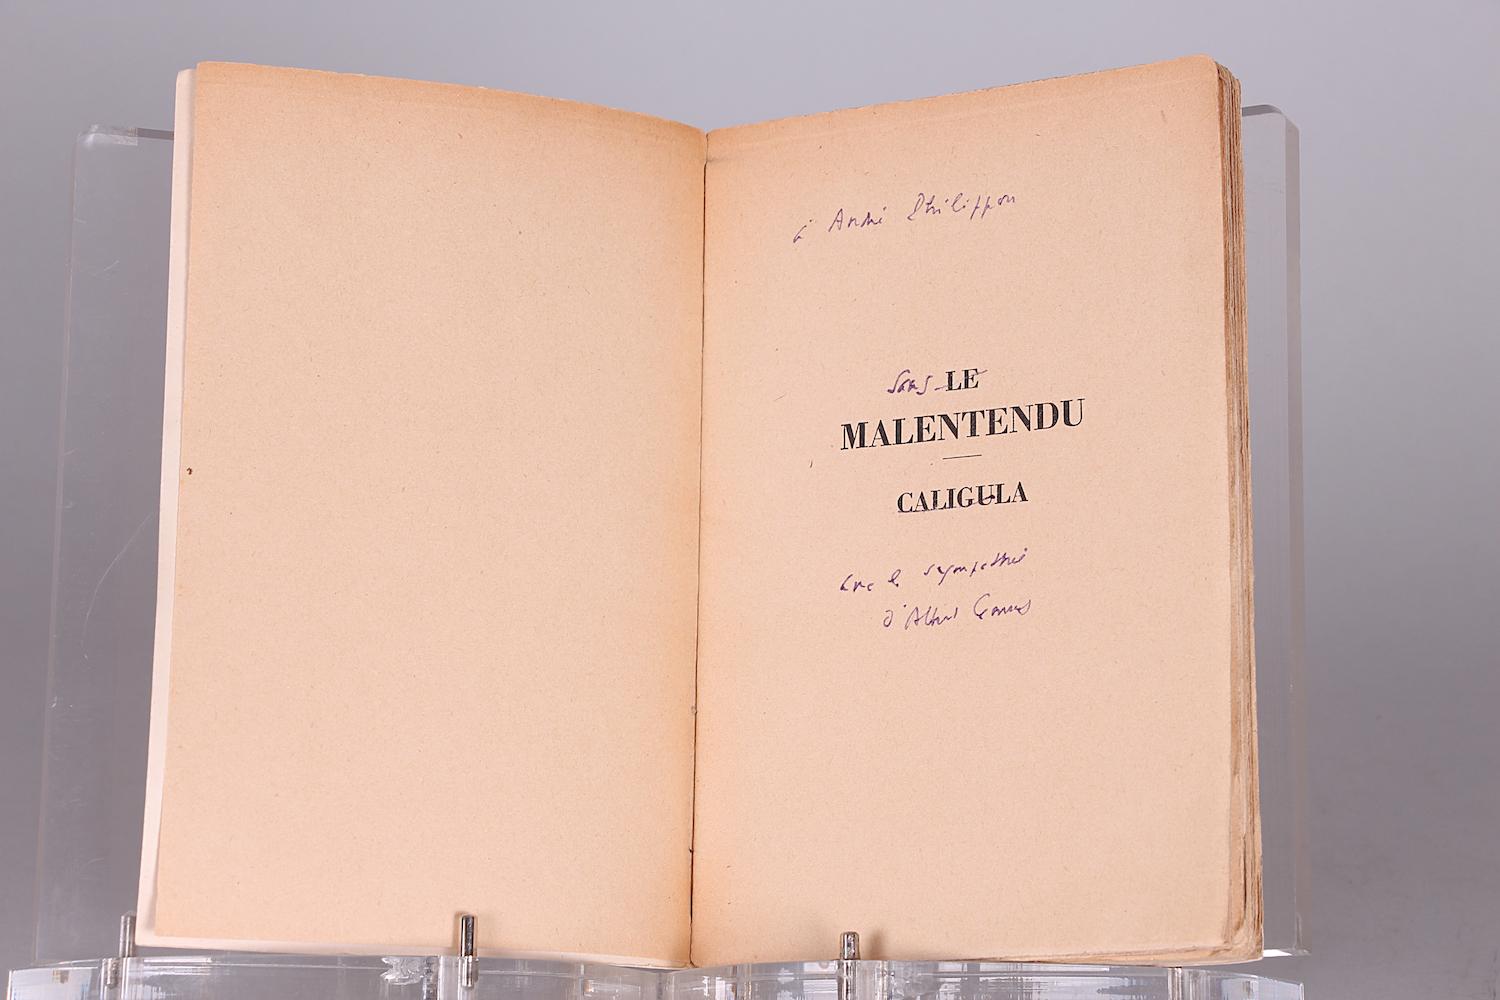 à André Philippon
sans LE
MALENTENDU
CALIGULA
avec la sympathie
d'Albert Camus